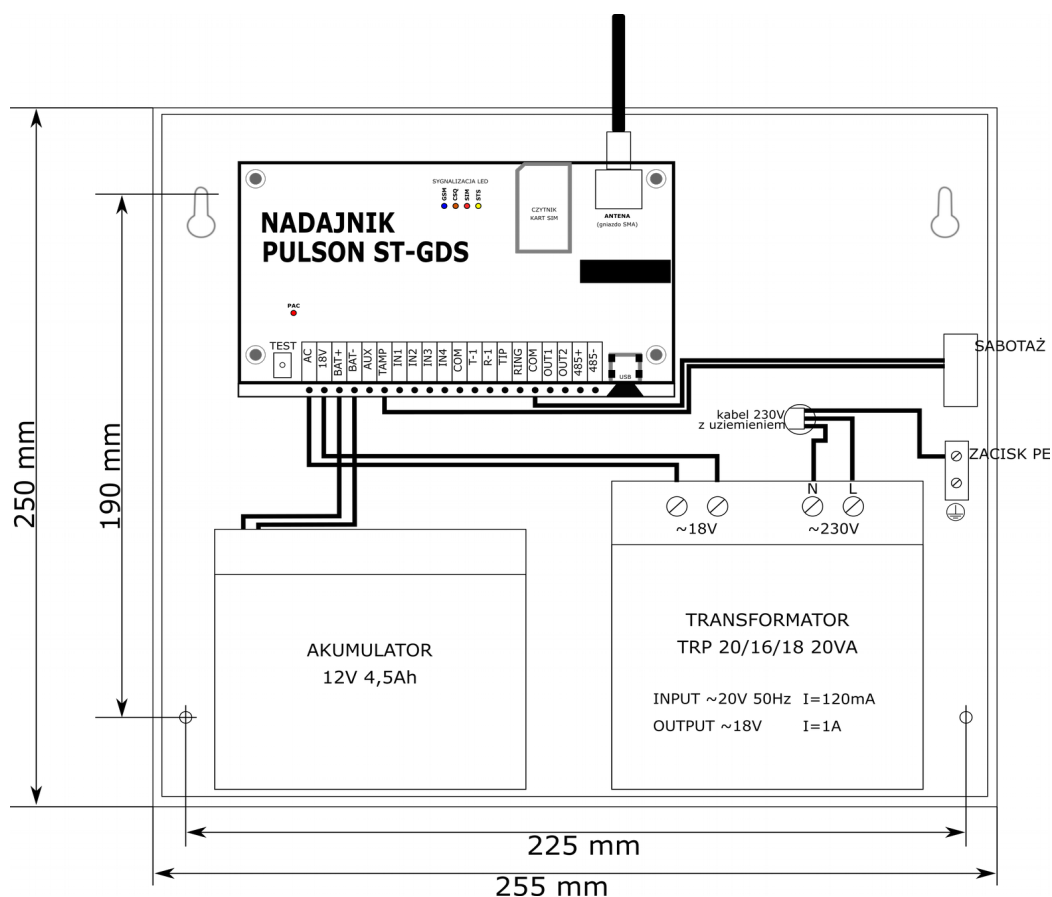 SYGNALIZACJA LED
GSM
CSQ
SIM
STS
CZYTNIK
KART SIM
ANTENA
(gniazdo SMA)
NADAJNIK
PULSON ST-GDS
PAC
TEST
AC
18V
BAT+
BAT-
AUX
TAMP
IN1
IN2
IN3
IN4
COM
T-1
R-1
TIP
RING
COM
OUT1
OUT2
485+
485-
USB
SABOTAŻ
kabel 230V
z uziemieniem
ZACISK PE
250 mm
190 mm
N L
~18V ~230V
AKUMULATOR
12V 4,5Ah
TRANSFORMATOR
TRP 20/16/18 20VA
INPUT ~20V 50Hz I=120mA
OUTPUT ~18V I=1A
225 mm
255 mm